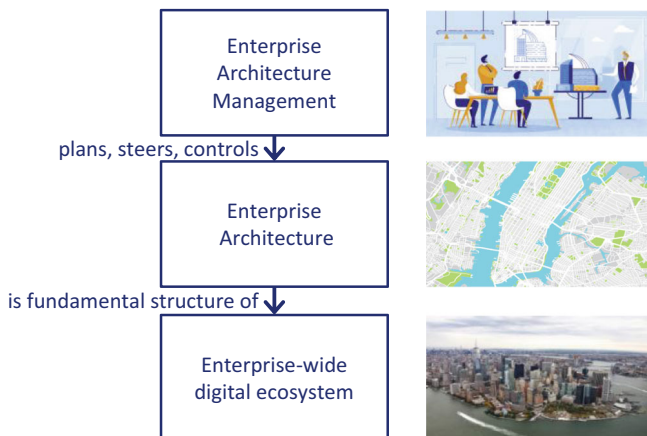 Enterprise
Architecture
Management
plans, steers, controls
Enterprise
Architecture
is fundamental structure of
Enterprise-wide
digital ecosystem